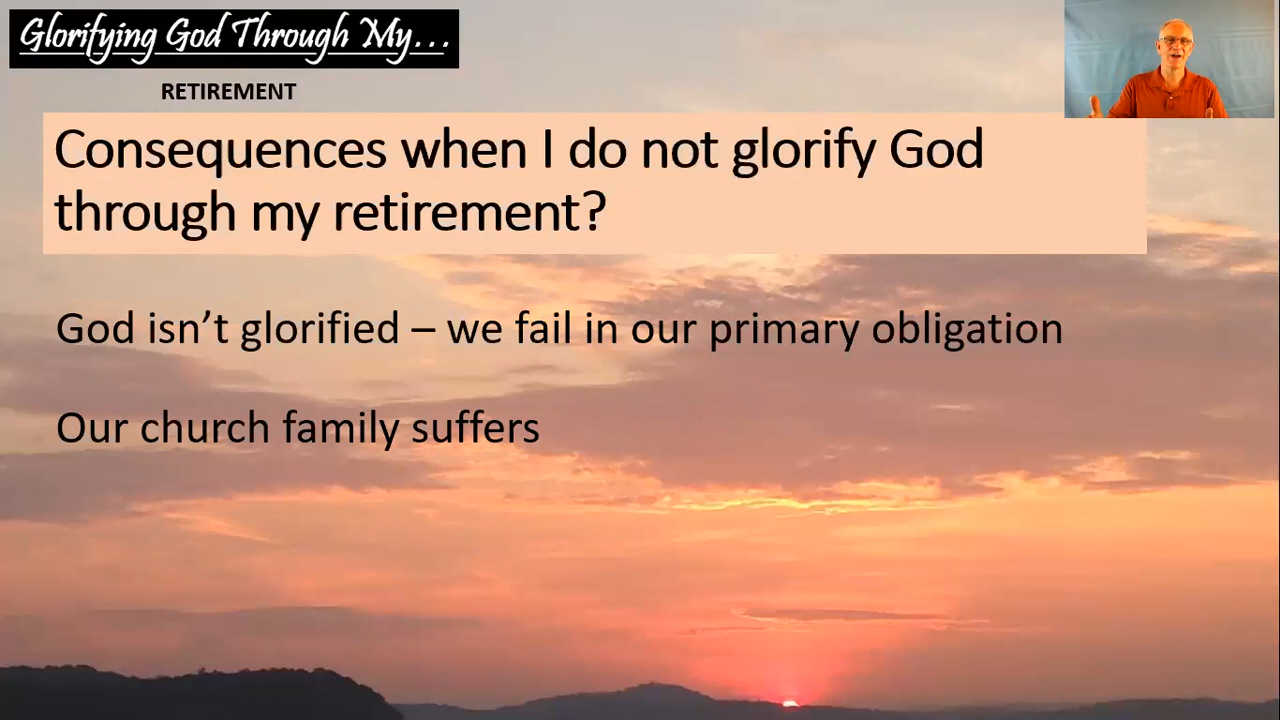 Glorifying God Through My...
RETIREMENT
Consequences when I do not glorify God
through my retirement?
God isn’t glorified – we fail in our primary obligation
Our church family suffers